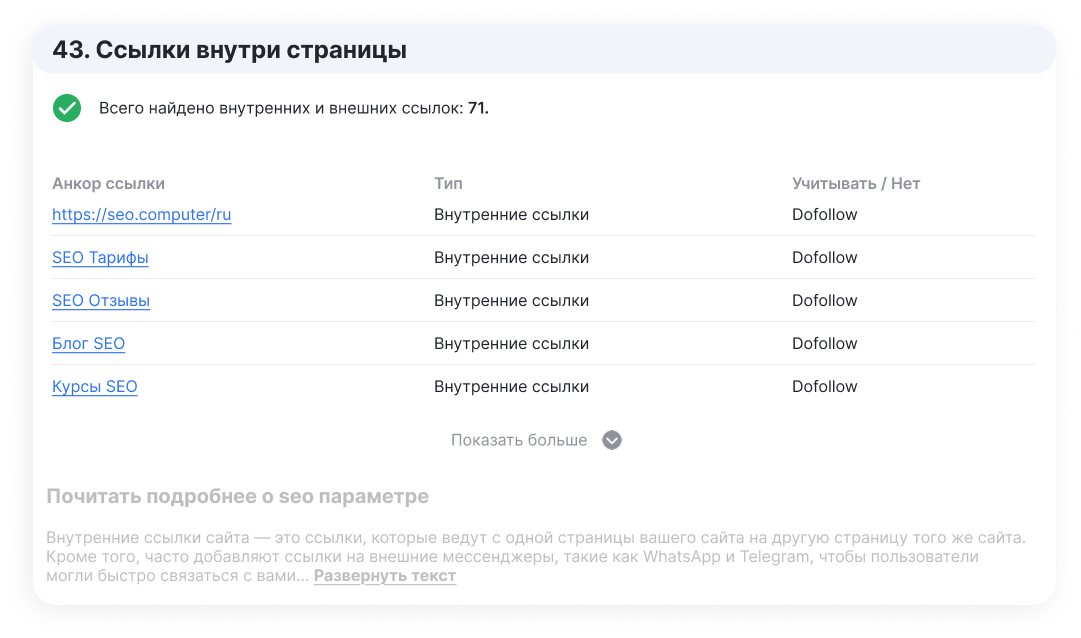 43. Ссылки внутри страницы
Всего найдено внутренних и внешних ссылок: 71.
Анкор ссылки Тип Учитывать / Нет
https://seo.computer/ru Внутренние ссылки Dofollow
SEO Тарифы Внутренние ссылки Dofollow
SEO Отзывы Внутренние ссылки Dofollow
Блог SEO Внутренние ссылки Dofollow
Курсы SEO Внутренние ссылки Dofollow
Показать больше
Почитать подробнее о seo параметре
Внутренние ссылки сайта — это ссылки, которые ведут с одной страницы вашего сайта на другую страницу того же сайта.
Кроме того, часто добавляют ссылки на внешние мессенджеры, такие как WhatsApp и Telegram, чтобы пользователи
могли быстро связаться с вами... Развернуть текст